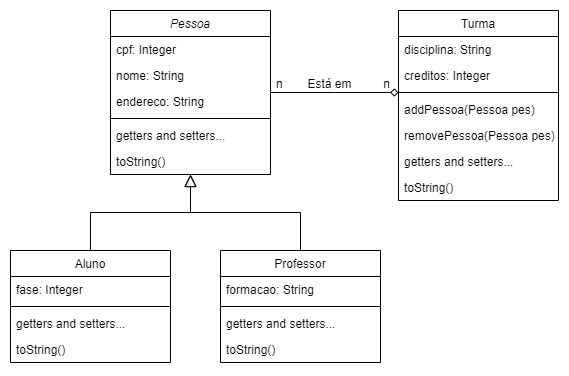 Pessoa
cpf: Integer
nome: String
endereco: String
getters and setters...
toString()
n
Está em
n
Turma
disciplina: String
creditos: Integer
addPessoa(Pessoa pes)
removePessoa(Pessoa pes)
getters and setters...
toString()
Aluno
fase: Integer
getters and setters...
toString()
Professor
formacao: String
getters and setters...
toString()